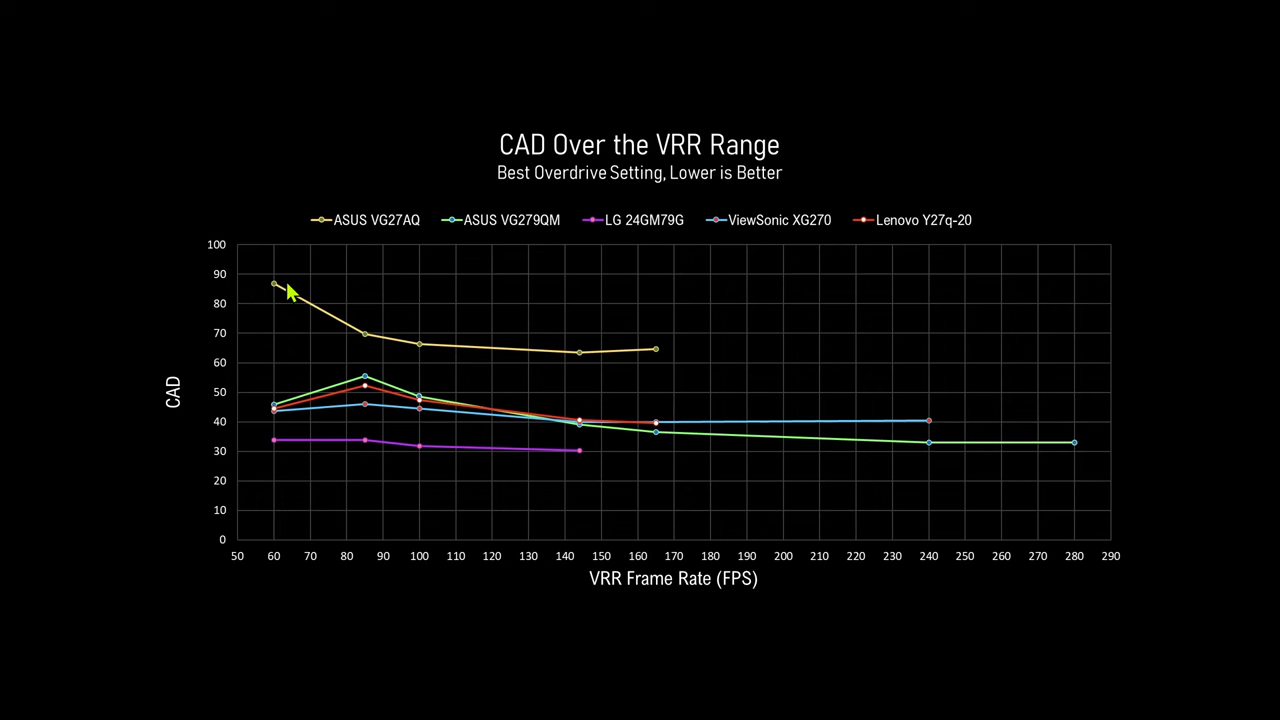 CAD Over the VRR Range
Best Overdrive Setting, Lower is Better
ASUS VG27AQ ASUS VG279QM LG 24GM79G ViewSonic XG270 Lenovo Y27q-20
100
90
80
70
60
50
40
30
20
10
0
CAD
50 60 70 80 90 100 110 120 130 140 150 160 170 180 190 200 210 220 230 240 250 260 270 280 290
VRR Frame Rate (FPS)